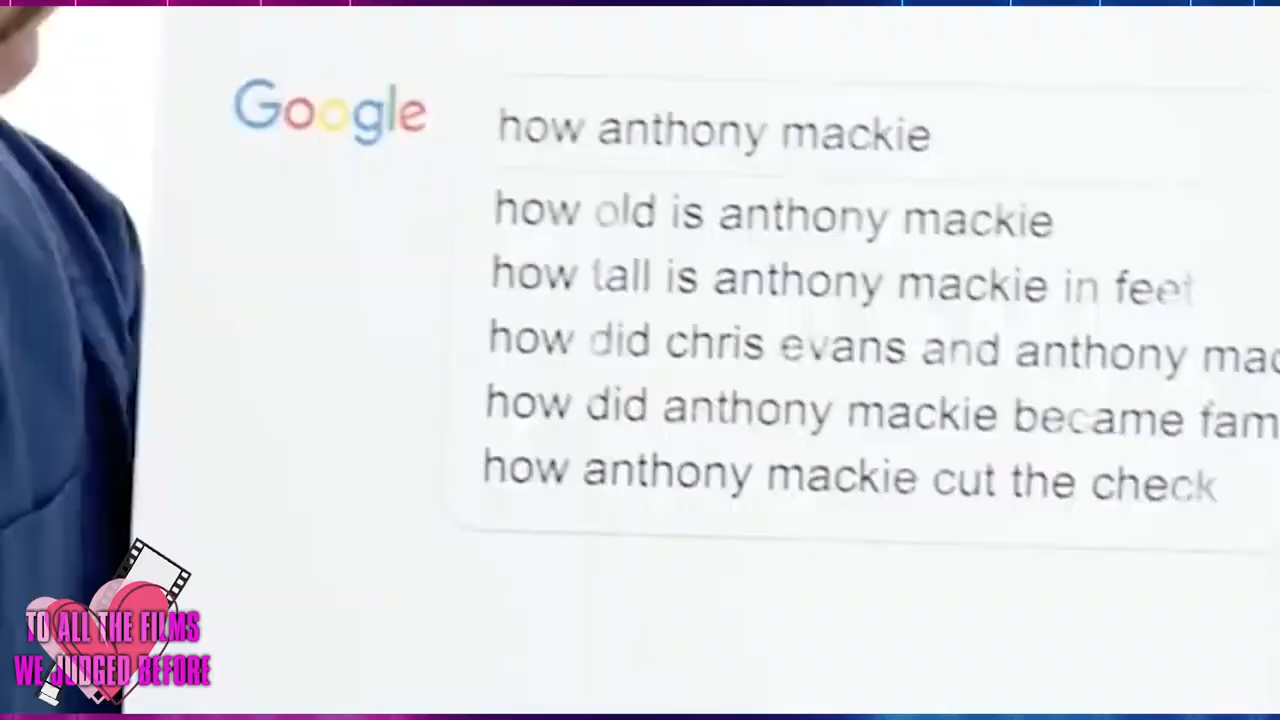 Google
how anthony mackie
how old is anthony mackie
how tall is anthony mackie in feet
how did chris evans and anthony
how did anthony mackie became
how anthony mackie cut the check
TO ALL THE FILMS
WE JUDGED BEFORE